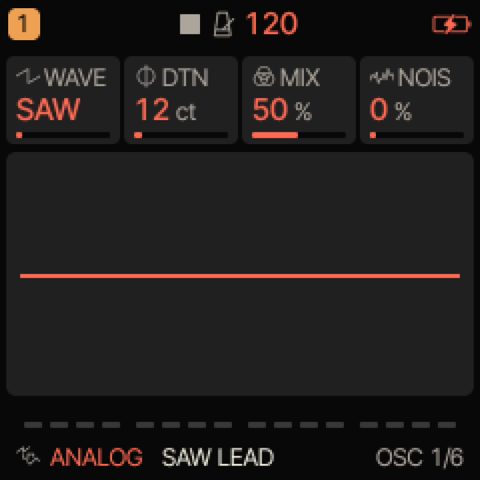 1 120
WAVE DTN MIX NOIS
SAW 12 ct 50 % 0 %
ANALOG SAW LEAD OSC 1/6